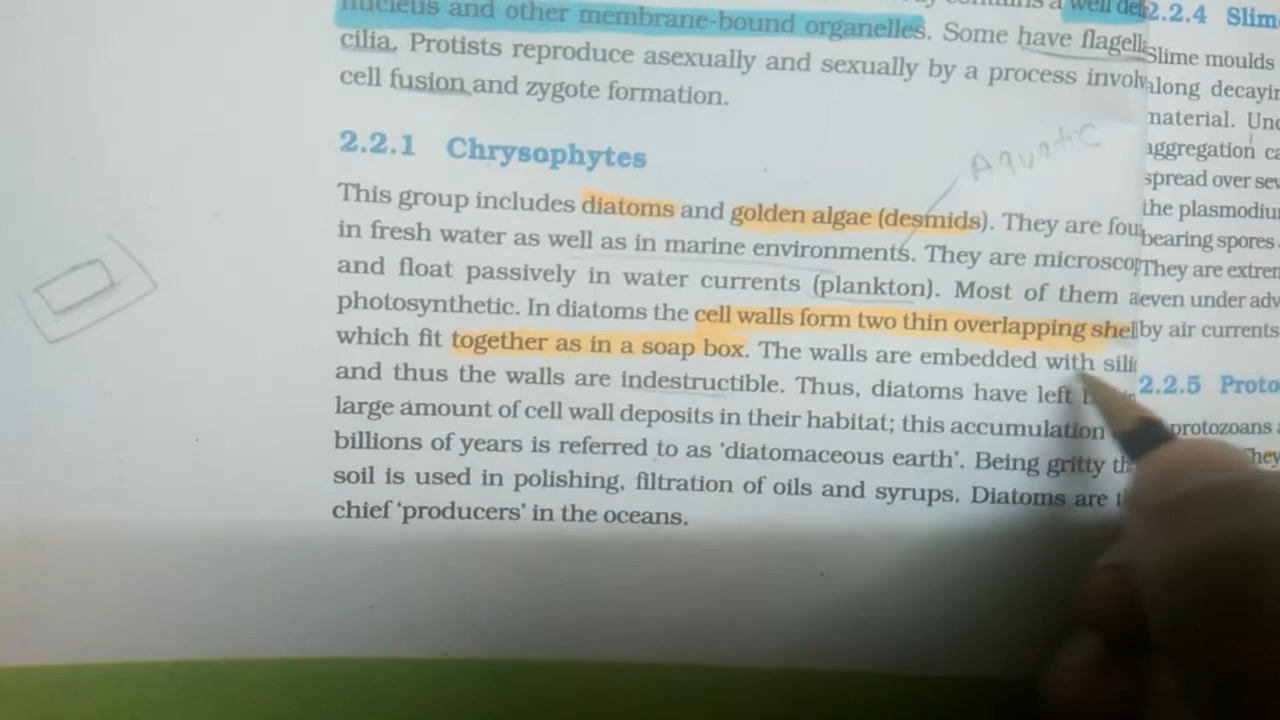 nucleus and other membrane-bound organelles. Some have flagell
cilia. Protists reproduce asexually and sexually by a process involv
cell fusion and zygote formation.
2.2.1 Chrysophytes
Aquatic
This group includes diatoms and golden algae (desmids). They are fou
in fresh water as well as in marine environments. They are microscop
and float passively in water currents (plankton). Most of them a
photosynthetic. In diatoms the cell walls form two thin overlapping shel
which fit together as in a soap box. The walls are embedded with sili
and thus the walls are indestructible. Thus, diatoms have left
large amount of cell wall deposits in their habitat; this accumulation
billions of years is referred to as ‘diatomaceous earth’. Being gritty th
soil is used in polishing, filtration of oils and syrups. Diatoms are t
chief ‘producers’ in the oceans.
2.2.4 Slim
Slime moulds
along decayin
material. Und
aggregation ca
spread over sev
the plasmodiu
bearing spores
They are extrem
even under adv
by air currents
2.2.5 Proto
protozoans a
They